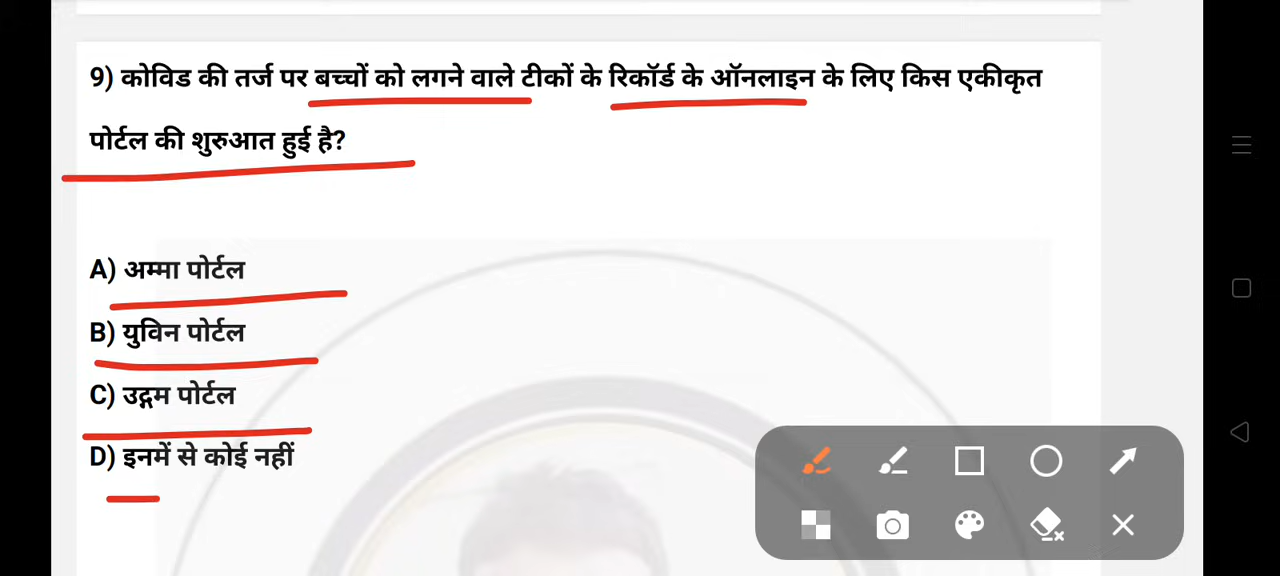 9) कोविड की तर्ज पर बच्चों को लगने वाले टीकों के रिकॉर्ड के ऑनलाइन के लिए किस एकीकृत
पोर्टल की शुरुआत हुई है?
A) अम्मा पोर्टल
B) युविन पोर्टल
C) उद्गम पोर्टल
D) इनमें से कोई नहीं